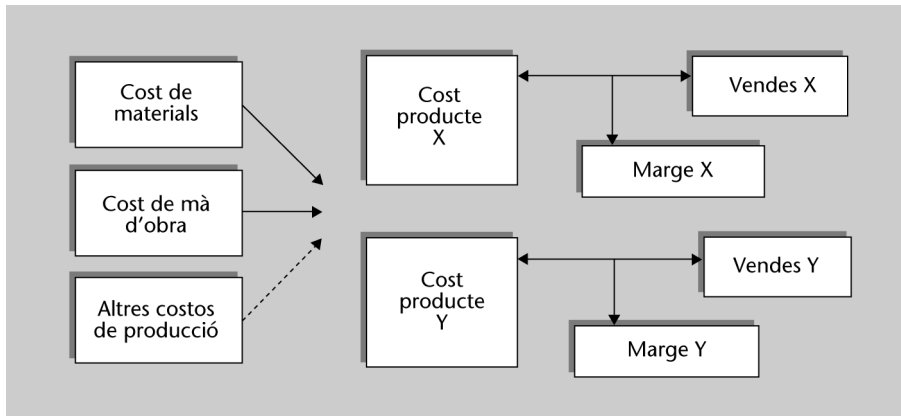 Cost de
materials
Cost de mà
d'obra
Altres costos
de producció
Cost
producte
X
Vendes X
Marge X
Cost
producte
Y
Vendes Y
Marge Y